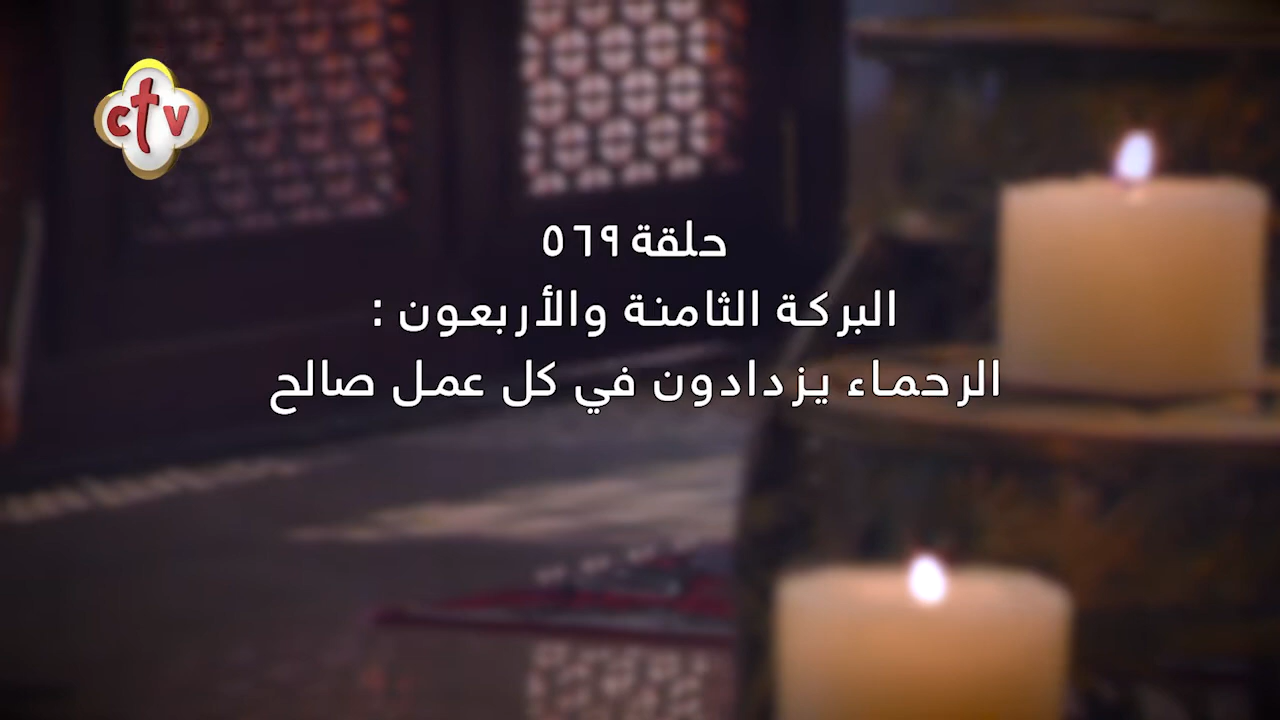 ctv
حلقة ٥٦٩
البركة الثامنة والأربعون :
الرحماء يزدادون في كل عمل صالح